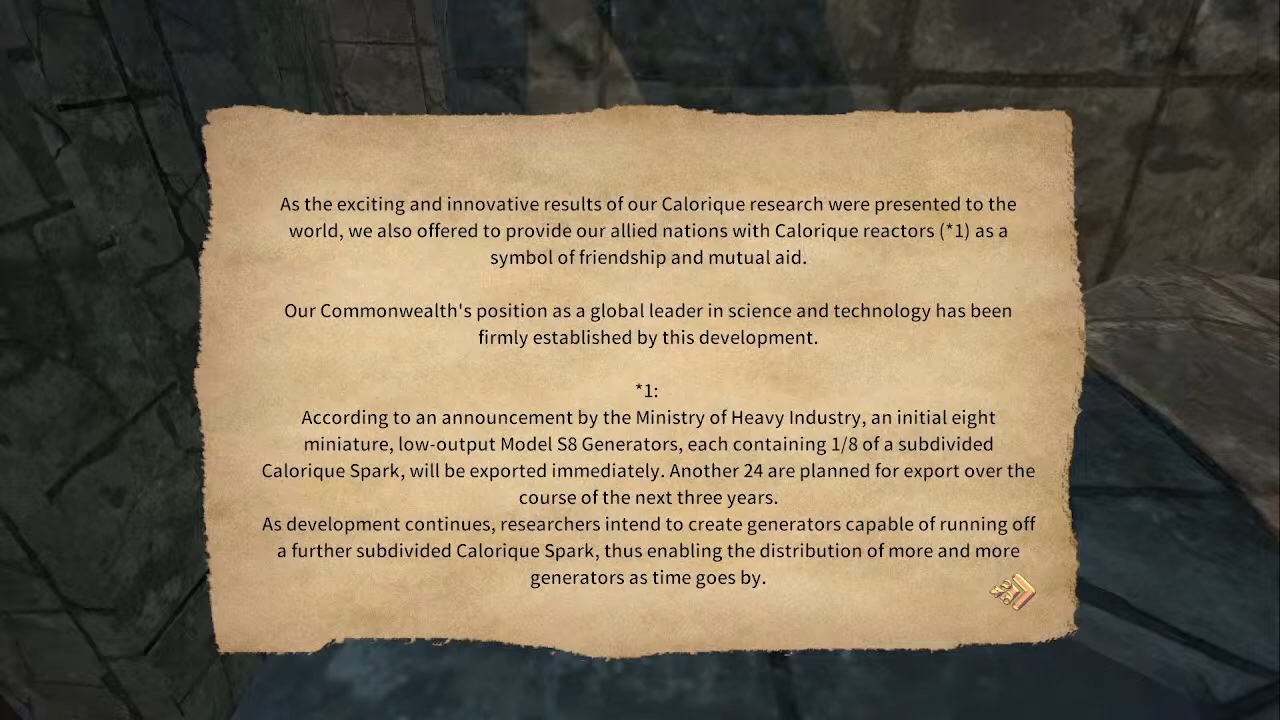 As the exciting and innovative results of our Calorique research were presented to the
world, we also offered to provide our allied nations with Calorique reactors (*1) as a
symbol of friendship and mutual aid.
Our Commonwealth's position as a global leader in science and technology has been
firmly established by this development.
*1:
According to an announcement by the Ministry of Heavy Industry, an initial eight
miniature, low-output Model S8 Generators, each containing 1/8 of a subdivided
Calorique Spark, will be exported immediately. Another 24 are planned for export over the
course of the next three years.
As development continues, researchers intend to create generators capable of running off
a further subdivided Calorique Spark, thus enabling the distribution of more and more
generators as time goes by.